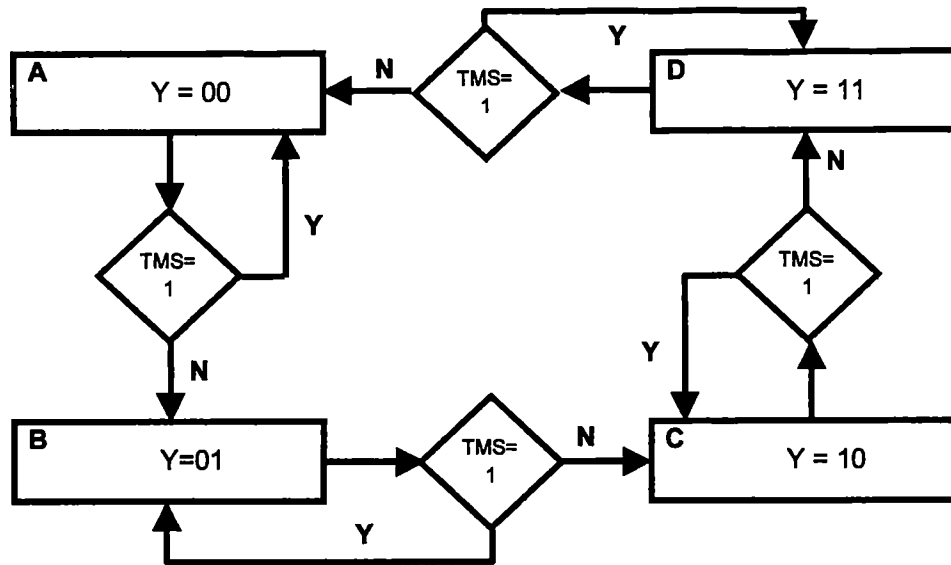 A
Y = 00
N
TMS=
1
Y
D
Y = 11
TMS=
1
Y
N
TMS=
1
Y
N
B
Y=01
TMS=
1
N
Y
C
Y = 10